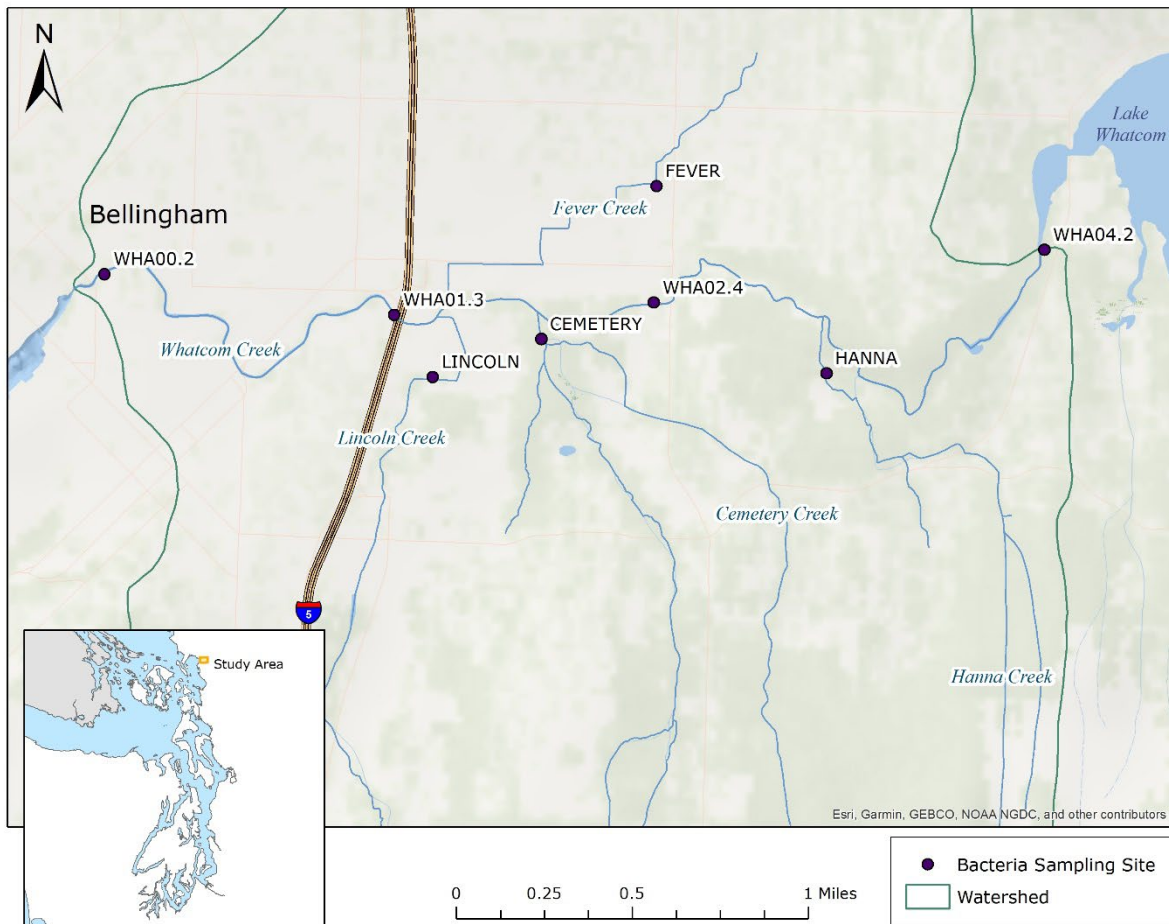 N
Lake
Whatcom
FEVER
Fever Creek
Bellingham
WHA00.2
WHA04.2
WHA02.4
WHA01.3
CEMETERY
Whatcom Creek
LINCOLN
HANNA
Lincoln Creek
Cemetery Creek
5
Study Area
Hanna Creek
Esri, Garmin, GEBCO, NOAA NGDC, and other contributors
0 0.25 0.5 1 Miles
Bacteria Sampling Site
Watershed